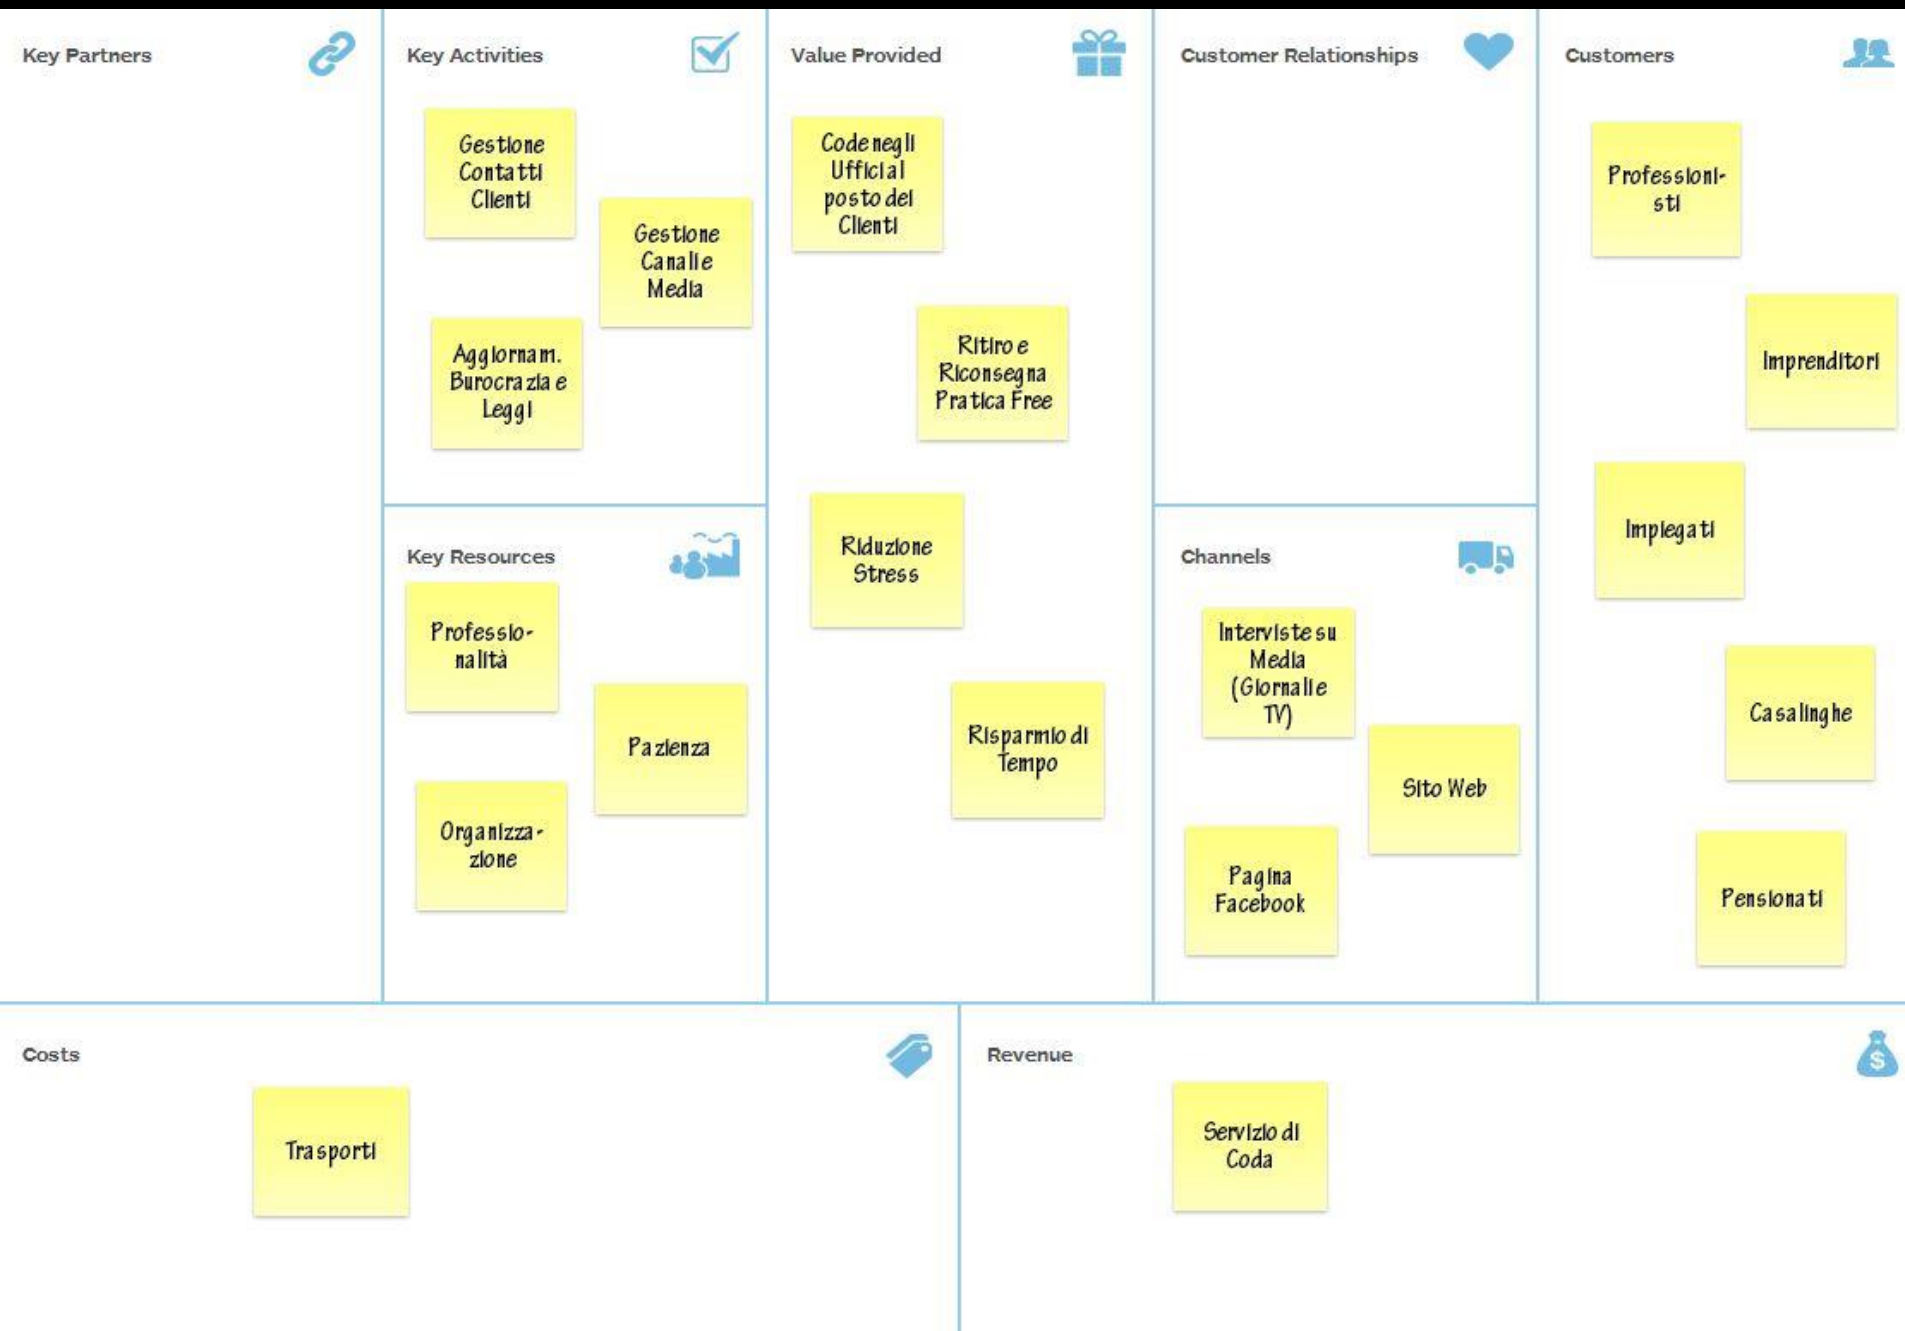 Key Partners
Key Activities
Gestione
Contatti
Clienti
Gestione
Canali e
Media
Aggiornam.
Burocrazia e
Leggi
Key Resources
Professio-
nalità
Pazienza
Organizza-
zione
Value Provided
Code negli
Uffici al
posto dei
Clienti
Ritiro e
Riconsegna
Pratica Free
Riduzione
Stress
Risparmio di
Tempo
Customer Relationships
Channels
Interviste su
Media
(Giornali e
TV)
Sito Web
Pagina
Facebook
Customers
Professioni-
sti
Imprenditori
Impiegati
Casalinghe
Pensionati
Costs
Trasporti
Revenue
$
Servizio di
Coda